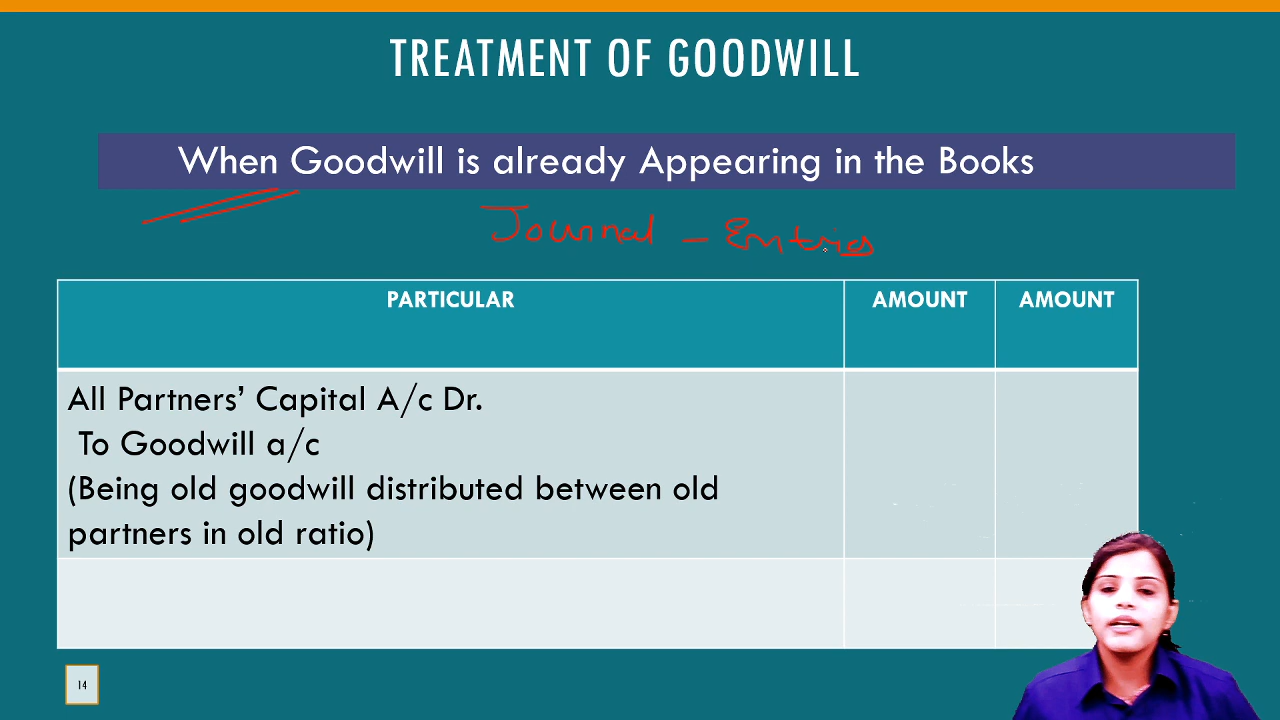 TREATMENT OF GOODWILL
When Goodwill is already Appearing in the Books
Journal - Entries
PARTICULAR AMOUNT AMOUNT
All Partners’ Capital A/c Dr.
To Goodwill a/c
(Being old goodwill distributed between old
partners in old ratio)
14